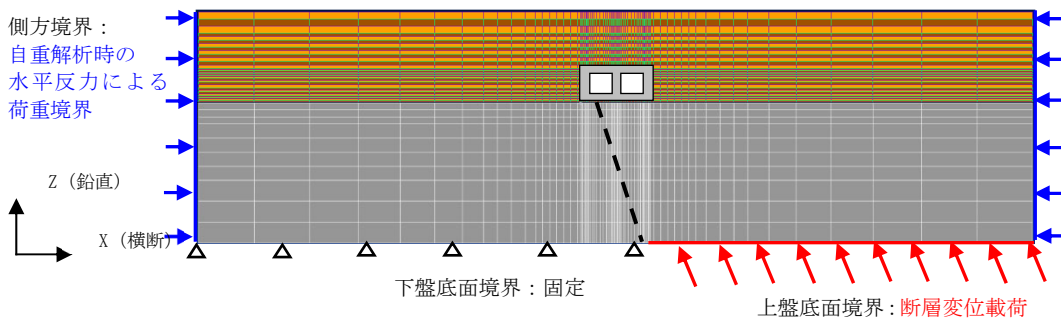 側方境界：
自重解析時の
水平反力による
荷重境界
Z（鉛直）
X（横断）
下盤底面境界：固定
上盤底面境界：断層変位載荷